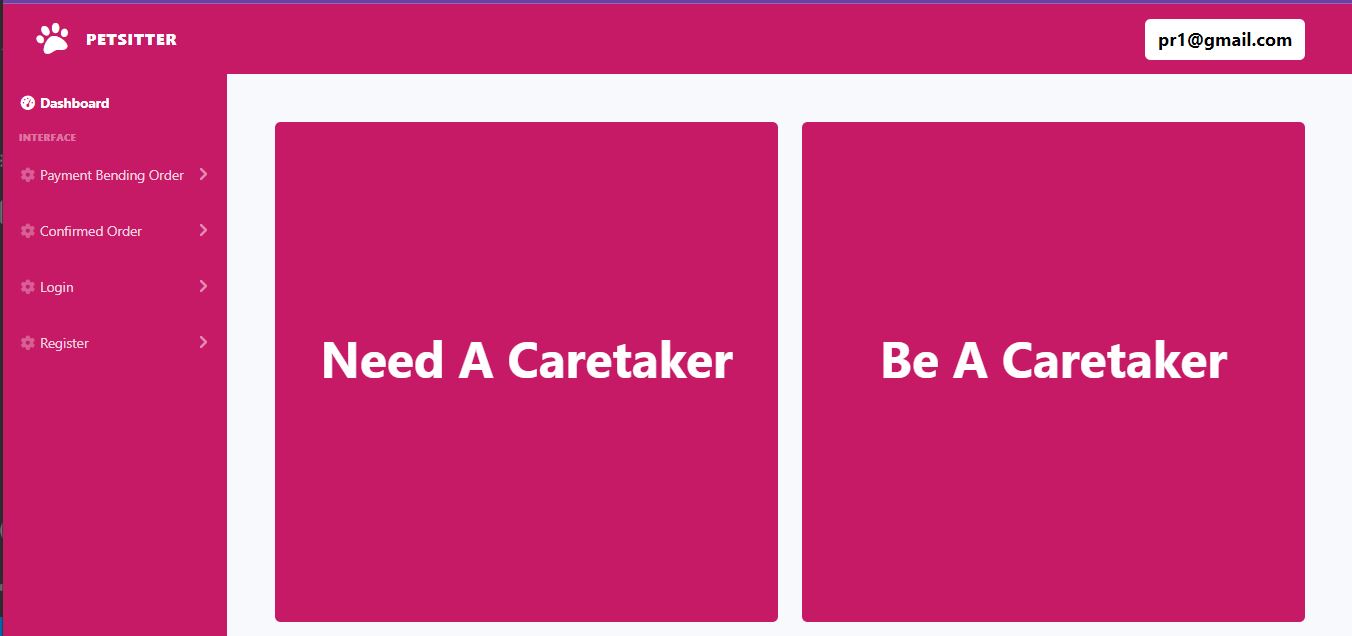 PETSITTER
pr1@gmail.com
Dashboard
INTERFACE
Payment Bending Order
Confirmed Order
Login
Register
Need A Caretaker
Be A Caretaker